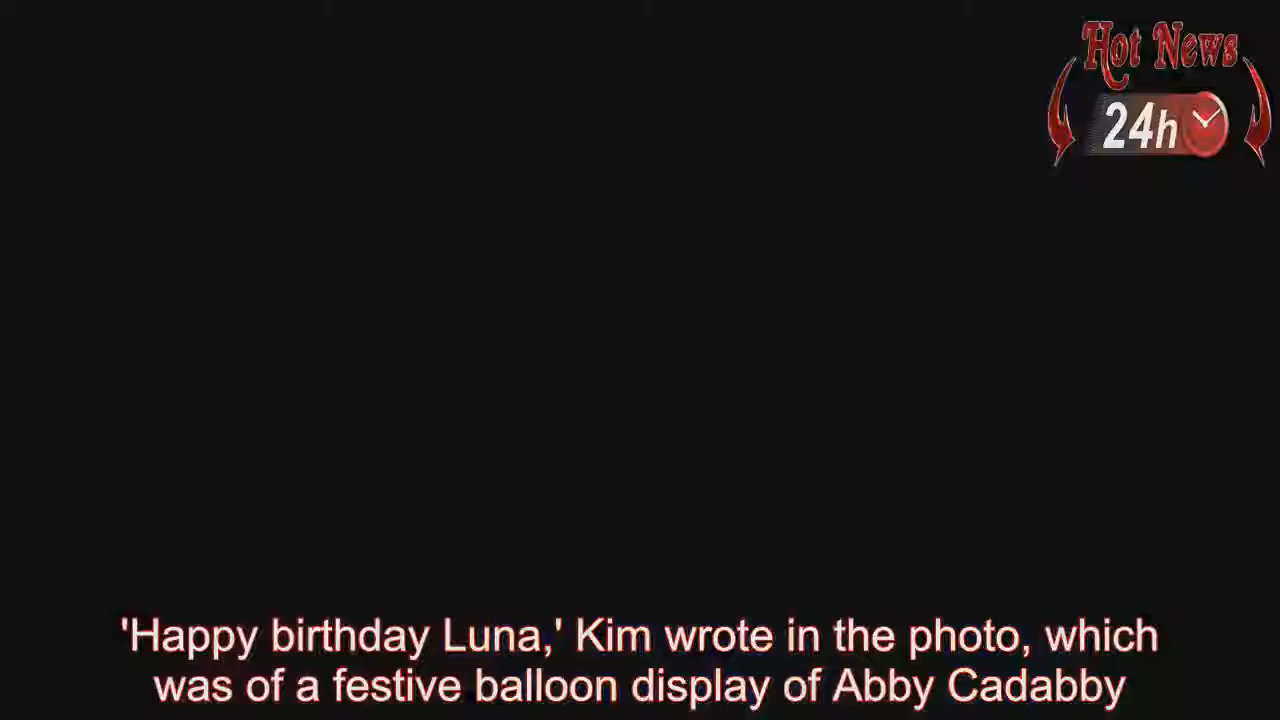 Hot News
24h
'Happy birthday Luna,' Kim wrote in the photo, which
was of a festive balloon display of Abby Cadabby